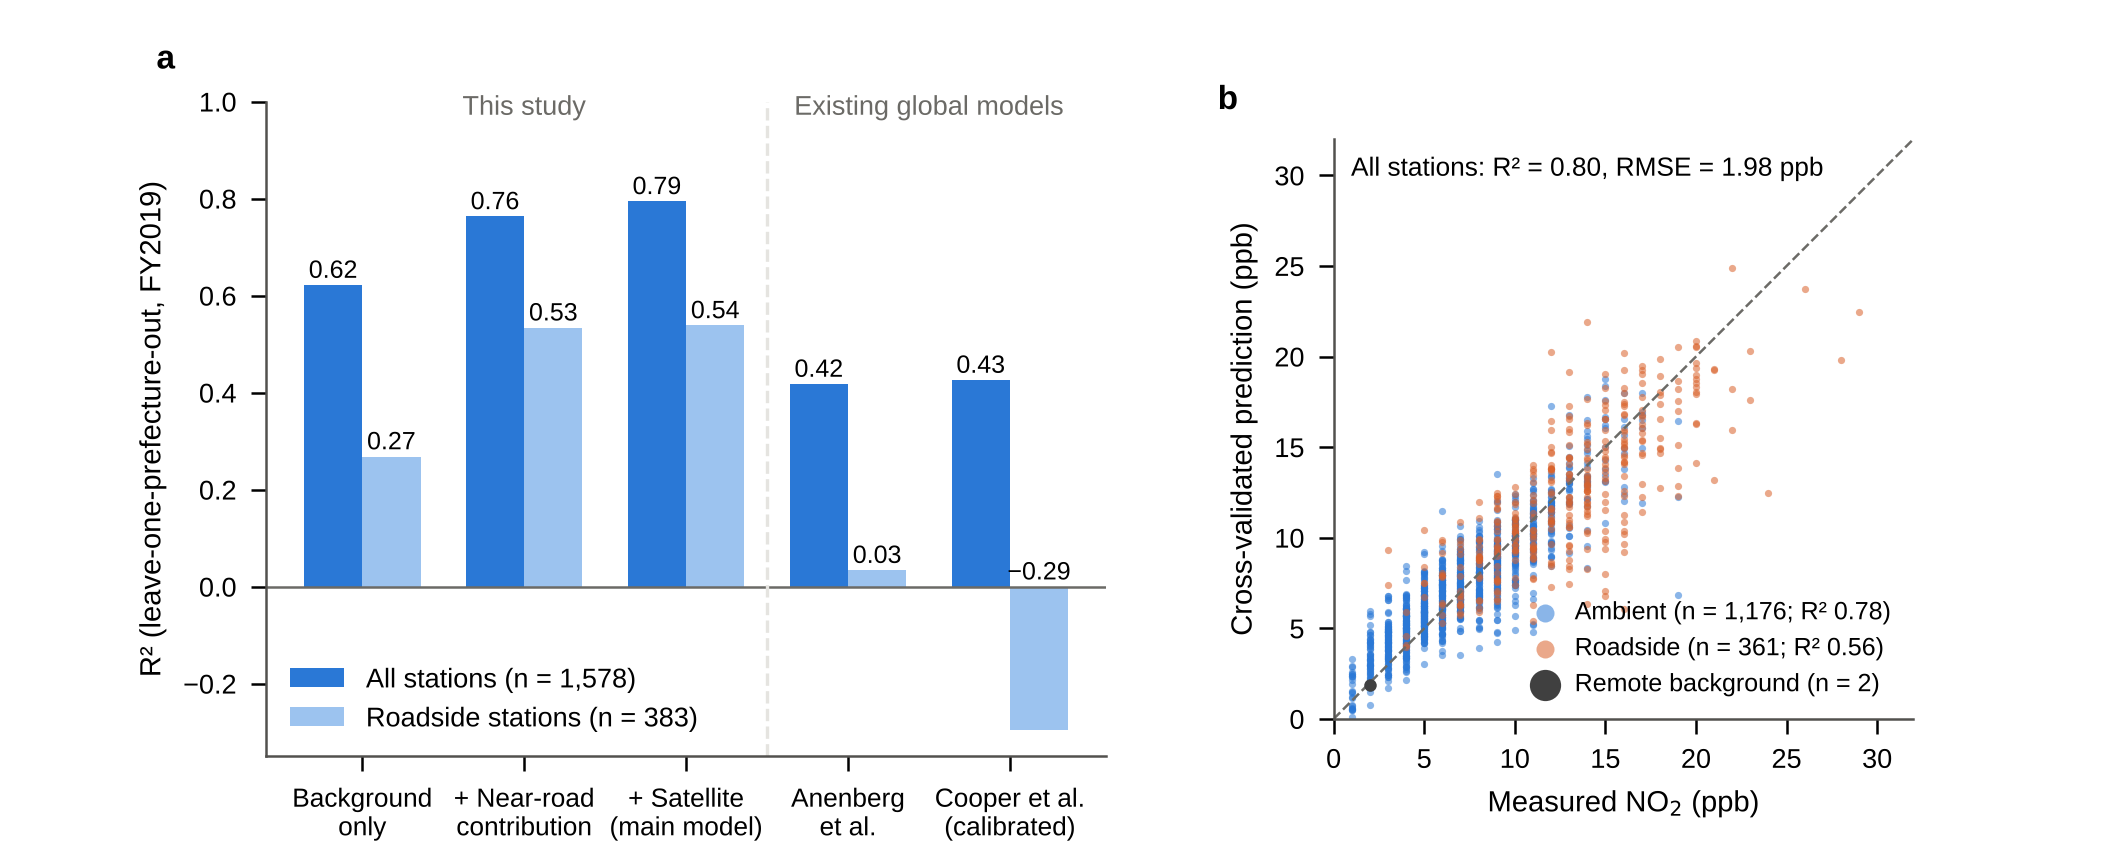 a
This study
Existing global models
R² (leave-one-prefecture-out, FY2019)
1.0
0.8
0.6
0.4
0.2
0.0
−0.2
0.62
0.27
0.76
0.53
0.79
0.54
0.42
0.03
0.43
−0.29
All stations (n = 1,578)
Roadside stations (n = 383)
Background
only
+ Near-road
contribution
+ Satellite
(main model)
Anenberg
et al.
Cooper et al.
(calibrated)
b
All stations: R² = 0.80, RMSE = 1.98 ppb
Cross-validated prediction (ppb)
30
25
20
15
10
5
0
Ambient (n = 1,176; R² 0.78)
Roadside (n = 361; R² 0.56)
Remote background (n = 2)
0
5
10
15
20
25
30
Measured NO₂ (ppb)